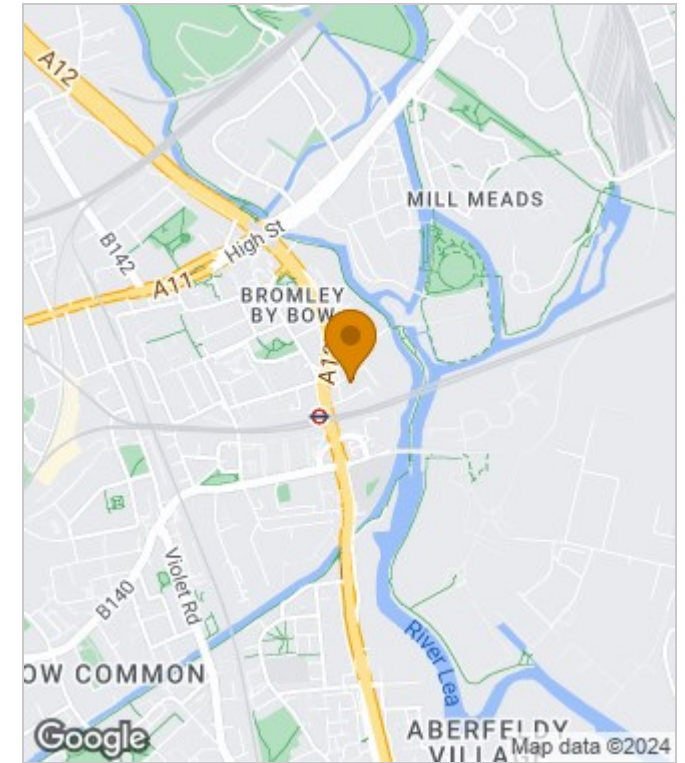 A12
MILL MEADS
B142
High St
A11
BROMLEY
BY BOW
A12
Violet Rd
B140
OW COMMON
River Lea
ABERFELDY
VILLA
Google
Map data ©2024